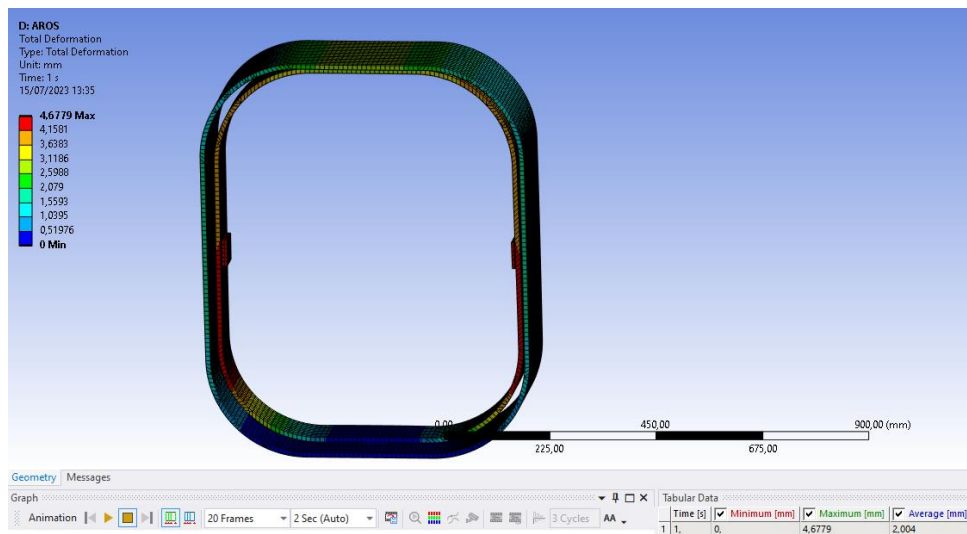 D: AROS
Total Deformation
Type: Total Deformation
Unit: mm
Time: 1 s
15/07/2023 13:35
4,6779 Max
4,1581
3,6383
3,1186
2,5988
2,079
1,5593
1,0395
0,51976
0 Min
0,00 450,00 900,00 (mm)
225,00 675,00
Geometry Messages
Graph Tabular Data
Animation 20 Frames 2 Sec (Auto) 3 Cycles AA Time [s] Minimum [mm] Maximum [mm] Average [mm]
1 1, 0, 4,6779 2,004